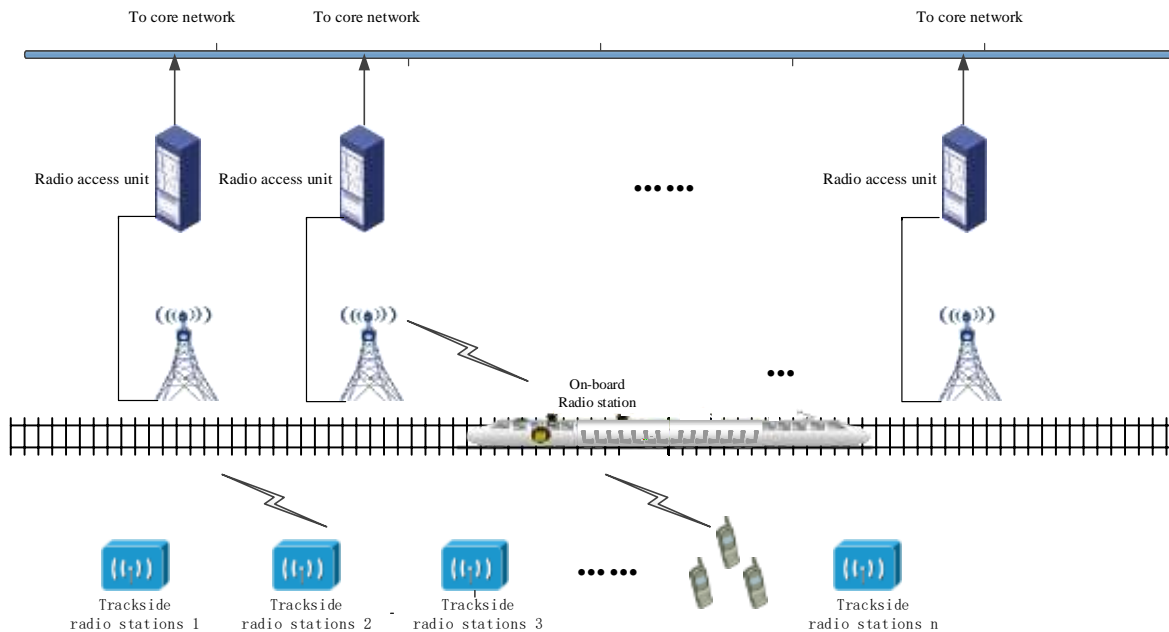 To core network
To core network
To core network
Radio access unit
Radio access unit
……
Radio access unit
...
On-board
Radio station
……
Trackside
radio stations 1
Trackside
radio stations 2
-
Trackside
radio stations 3
Trackside
radio stations n